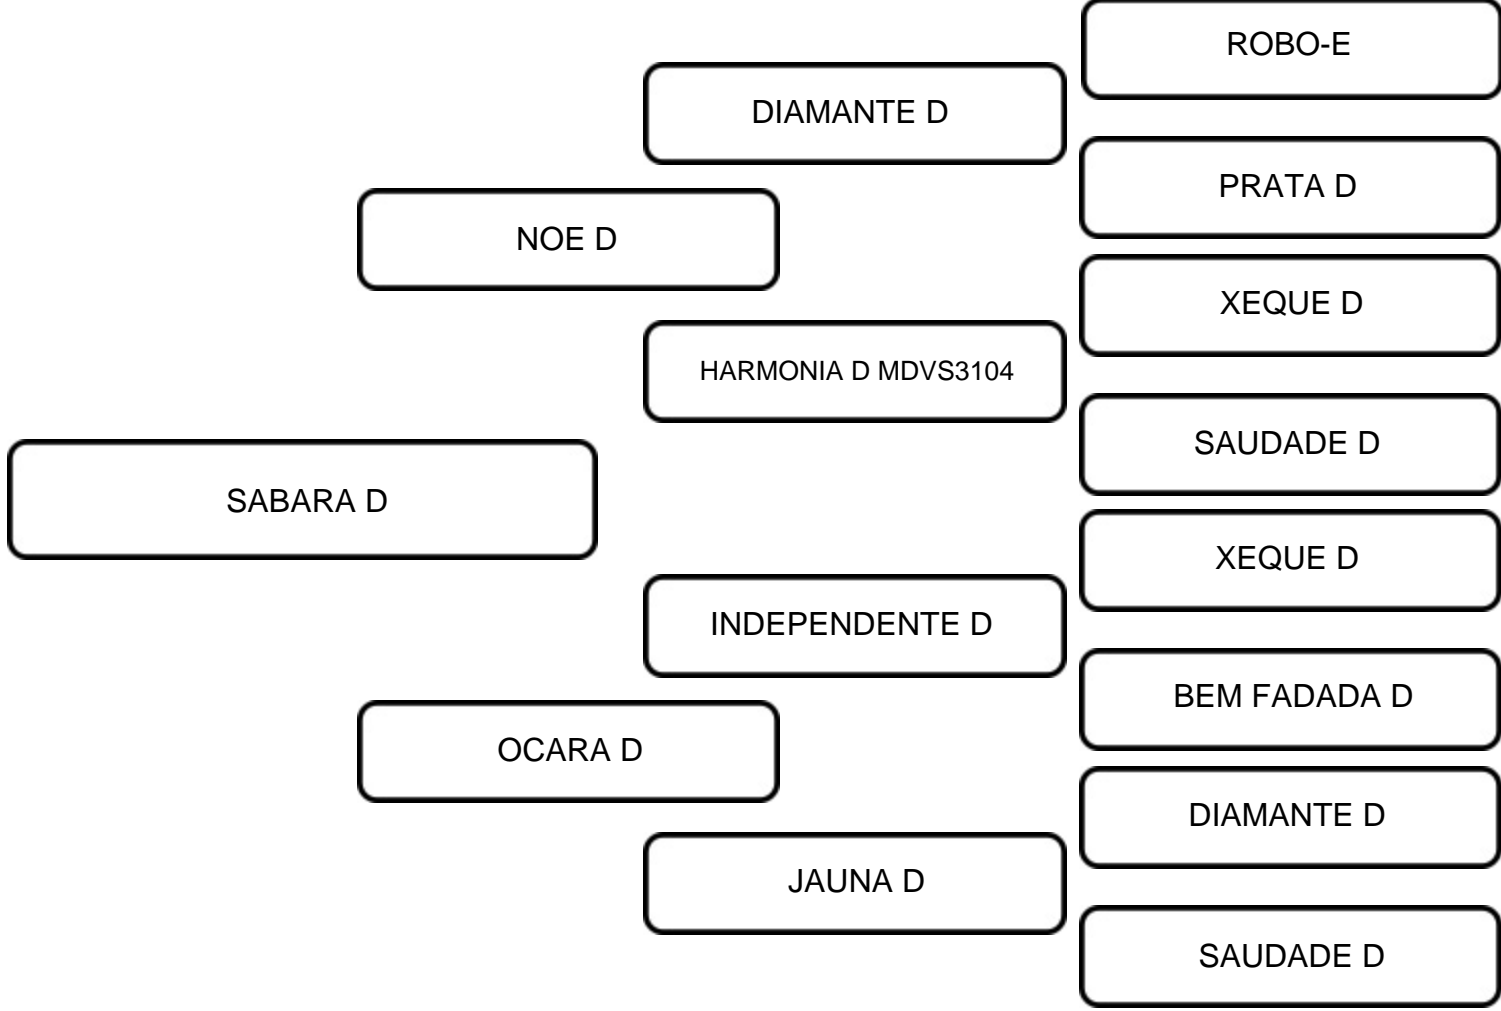 ROBO-E
DIAMANTE D
PRATA D
NOE D
XEQUE D
HARMONIA D MDVS3104
SAUDADE D
SABARA D
XEQUE D
INDEPENDENTE D
BEM FADADA D
OCARA D
DIAMANTE D
JAUNA D
SAUDADE D